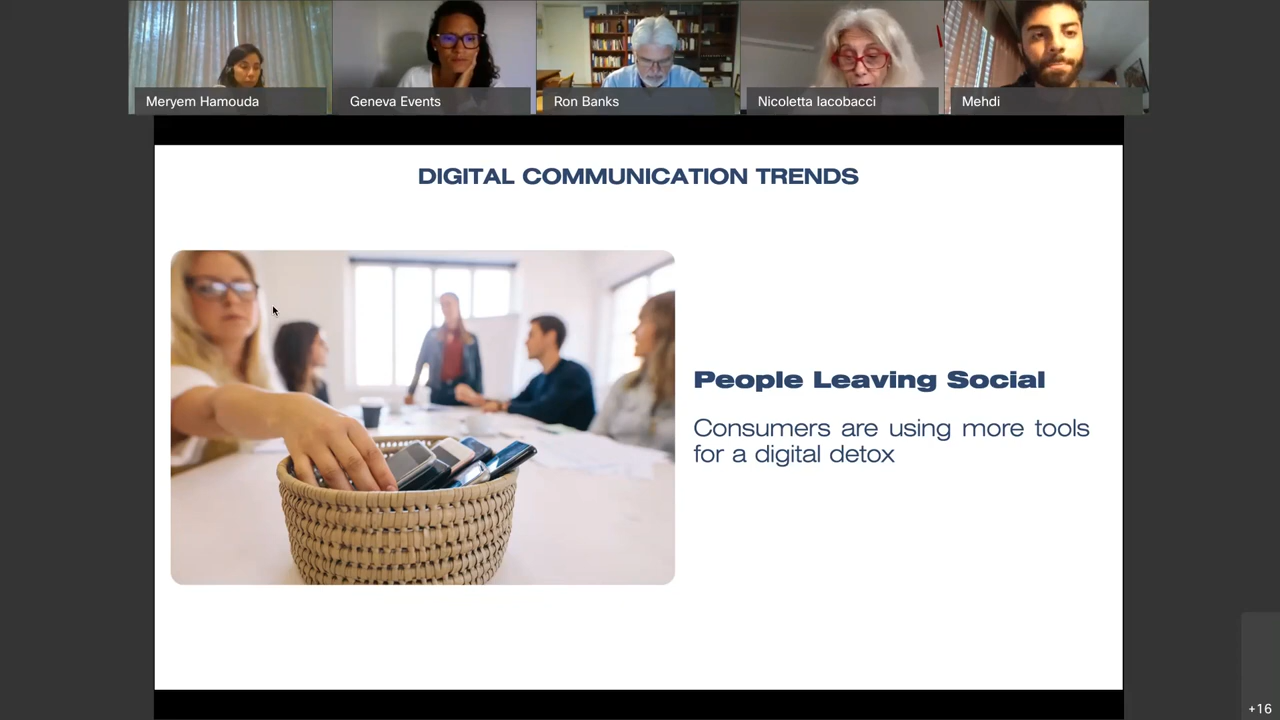 Meryem Hamouda
Geneva Events
Ron Banks
Nicoletta Iacobacci
Mehdi
DIGITAL COMMUNICATION TRENDS
People Leaving Social
Consumers are using more tools
for a digital detox
+16